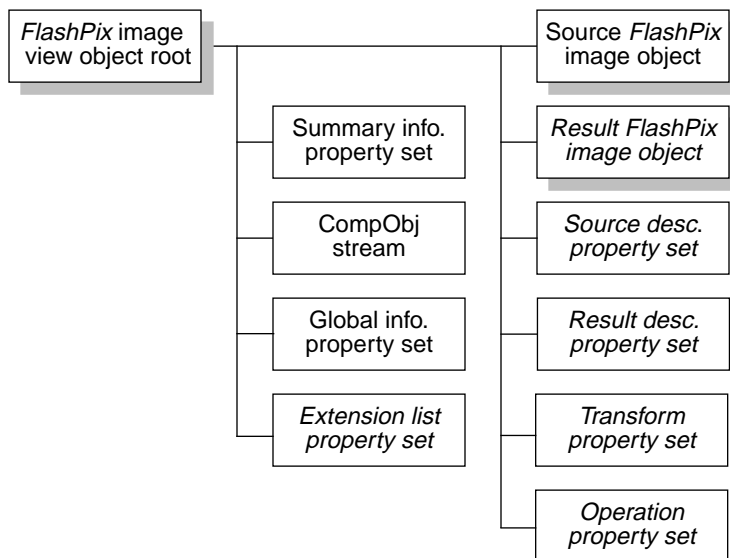 FlashPix image
view object root
Source FlashPix
image object
Summary info.
property set
Result FlashPix
image object
CompObj
stream
Source desc.
property set
Global info.
property set
Result desc.
property set
Extension list
property set
Transform
property set
Operation
property set